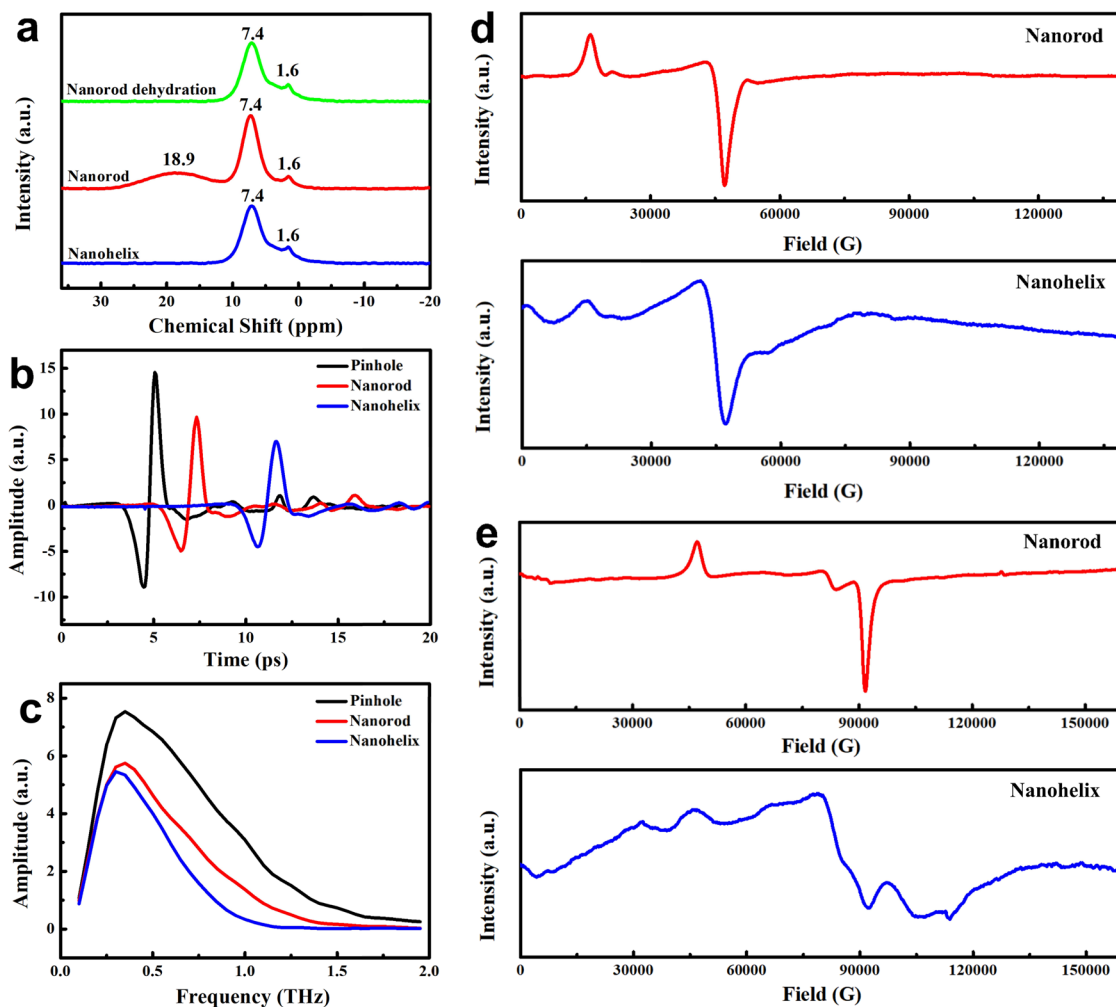 a
Intensity (a.u.)
7.4
1.6
Nanorod dehydration
7.4
18.9
1.6
Nanorod
7.4
1.6
Nanohelix
30 20 10 0 -10 -20
Chemical Shift (ppm)
b
Amplitude (a.u.)
15
10
5
0
-5
-10
Pinhole
Nanorod
Nanohelix
0 5 10 15 20
Time (ps)
c
Amplitude (a.u.)
8
6
4
2
0
Pinhole
Nanorod
Nanohelix
0.0 0.5 1.0 1.5 2.0
Frequency (THz)
d
Nanorod
Intensity (a.u.)
0 30000 60000 90000 120000
Field (G)
Nanohelix
Intensity (a.u.)
0 30000 60000 90000 120000
Field (G)
e
Nanorod
Intensity (a.u.)
0 30000 60000 90000 120000 150000
Field (G)
Nanohelix
Intensity (a.u.)
0 30000 60000 90000 120000 150000
Field (G)